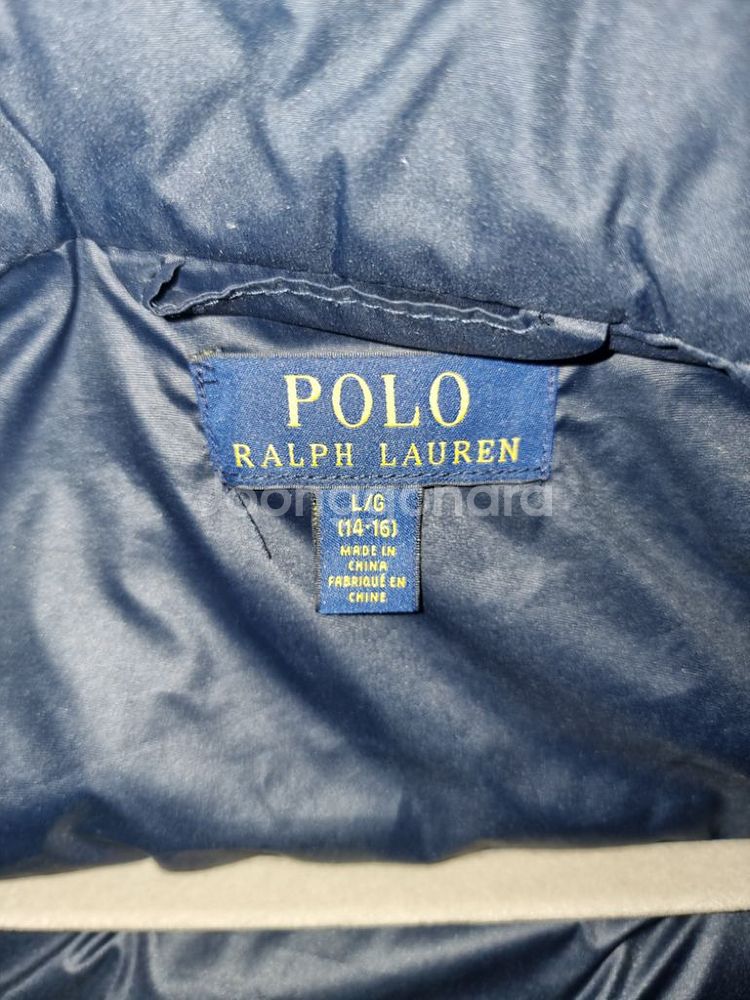 POLO
RALPH LAUREN
L/G
(14-16)
MADE IN
CHINA
FABRIQUÉ EN
CHINE